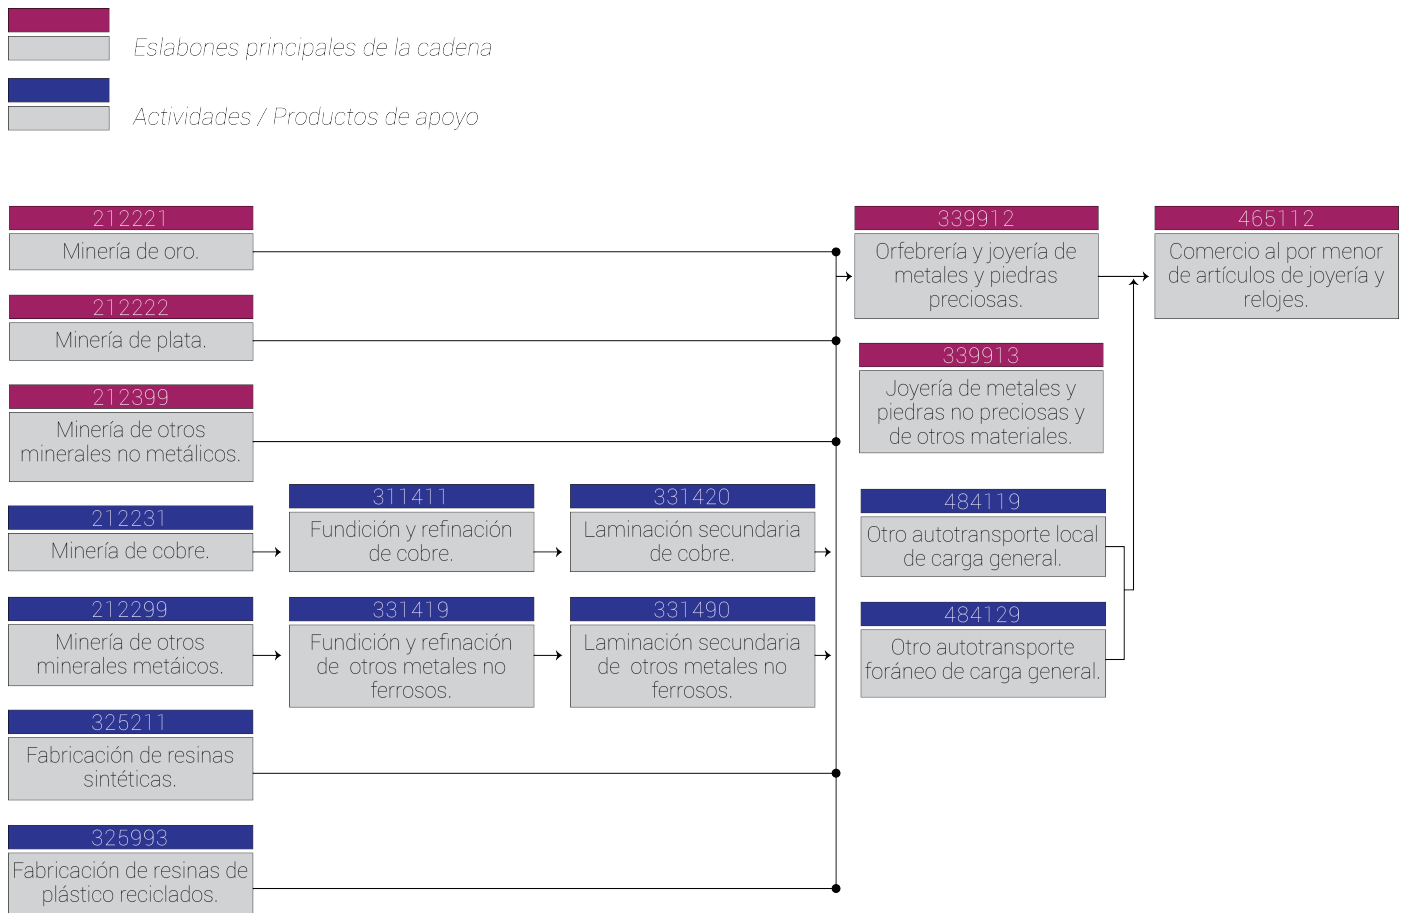 Eslabones principales de la cadena
Actividades / Productos de apoyo
212221
Minería de oro.
212222
Minería de plata.
212399
Minería de otros
minerales no metálicos.
212231
Minería de cobre.
311411
Fundición y refinación
de cobre.
331420
Laminación secundaria
de cobre.
212299
Minería de otros
minerales metáicos.
331419
Fundición y refinación
de otros metales no
ferrosos.
331490
Laminación secundaria
de otros metales no
ferrosos.
325211
Fabricación de resinas
sintéticas.
325993
Fabricación de resinas de
plástico reciclados.
339912
Orfebrería y joyería de
metales y piedras
preciosas.
339913
Joyería de metales y
piedras no preciosas y
de otros materiales.
484119
Otro autotransporte local
de carga general.
484129
Otro autotransporte
foráneo de carga general.
465112
Comercio al por menor
de artículos de joyería y
relojes.